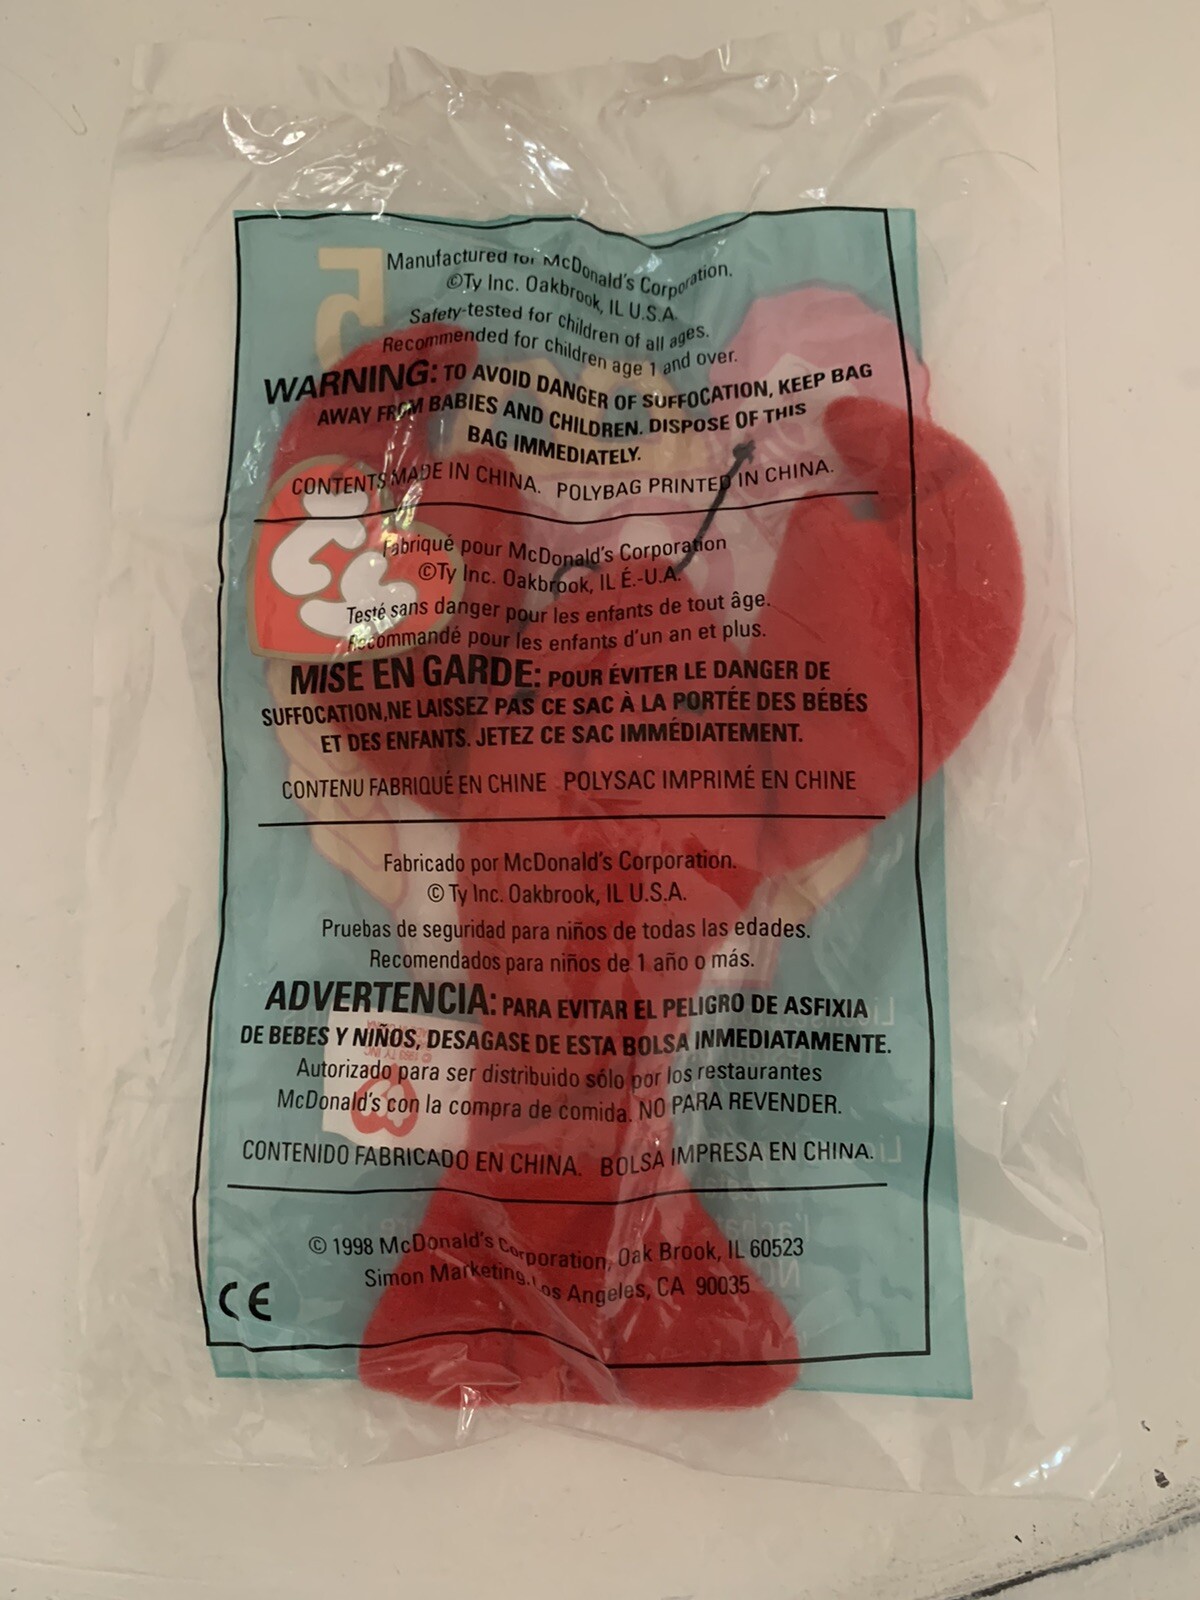 Manufactured for McDonald's Corporation.
©Ty Inc. Oakbrook, IL U.S.A.
Safety-tested for children of all ages.
Recommended for children age 1 and over.
WARNING: TO AVOID DANGER OF SUFFOCATION, KEEP BAG
AWAY FROM BABIES AND CHILDREN. DISPOSE OF THIS
BAG IMMEDIATELY.
CONTENTS MADE IN CHINA. POLYBAG PRINTED IN CHINA.
ty
Fabriqué pour McDonald's Corporation
©Ty Inc. Oakbrook, IL É.-U.A.
Testé sans danger pour les enfants de tout âge.
Recommandé pour les enfants d'un an et plus.
MISE EN GARDE: POUR ÉVITER LE DANGER DE
SUFFOCATION,NE LAISSEZ PAS CE SAC À LA PORTÉE DES BÉBÉS
ET DES ENFANTS. JETEZ CE SAC IMMÉDIATEMENT.
CONTENU FABRIQUÉ EN CHINE POLYSAC IMPRIMÉ EN CHINE
Fabricado por McDonald's Corporation.
© Ty Inc. Oakbrook, IL U.S.A.
Pruebas de seguridad para niños de todas las edades.
Recomendados para niños de 1 año o más.
ADVERTENCIA: PARA EVITAR EL PELIGRO DE ASFIXIA
DE BEBES Y NIÑOS, DESAGASE DE ESTA BOLSA INMEDIATAMENTE.
Autorizado para ser distribuido sólo por los restaurantes
McDonald's con la compra de comida. NO PARA REVENDER.
CONTENIDO FABRICADO EN CHINA. BOLSA IMPRESA EN CHINA.
© 1998 McDonald's Corporation, Oak Brook, IL 60523
Simon Marketing, Los Angeles, CA 90035
CE
5
© 1993 TY INC